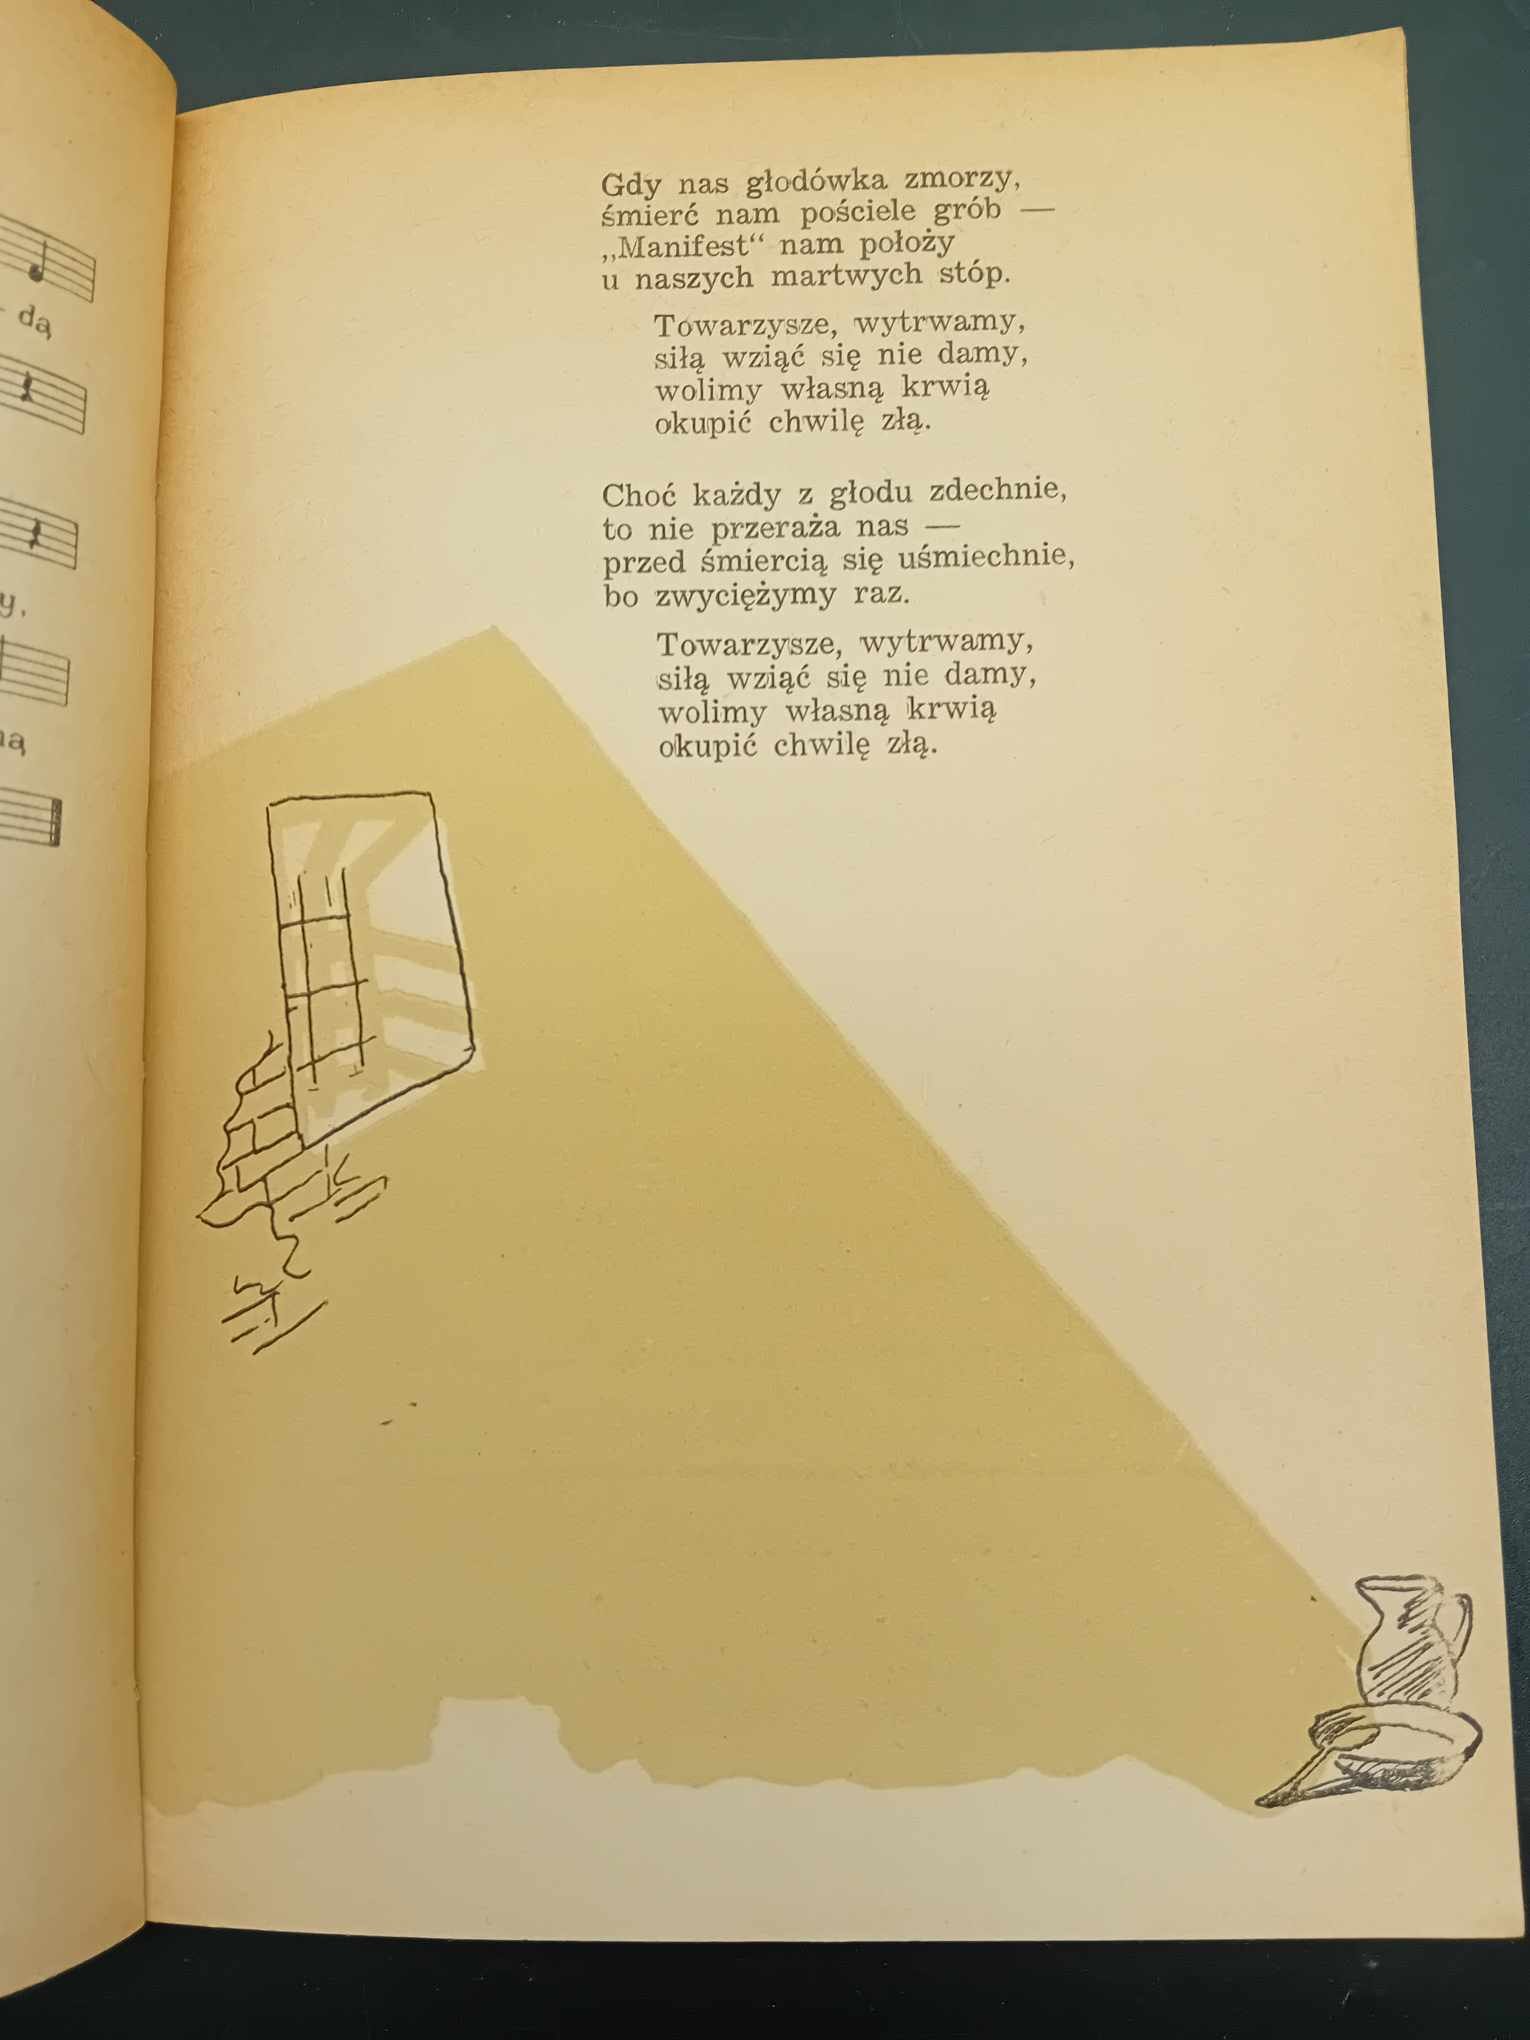 - dą
y.
ną
Gdy nas głodówka zmorzy,
śmierć nam pościele grób —
,,Manifest“ nam położy
u naszych martwych stóp.
Towarzysze, wytrwamy,
siłą wziąć się nie damy,
wolimy własną krwią
okupić chwilę złą.
Choć każdy z głodu zdechnie,
to nie przeraża nas —
przed śmiercią się uśmiechnie,
bo zwyciężymy raz.
Towarzysze, wytrwamy,
siłą wziąć się nie damy,
wolimy własną krwią
okupić chwilę złą.